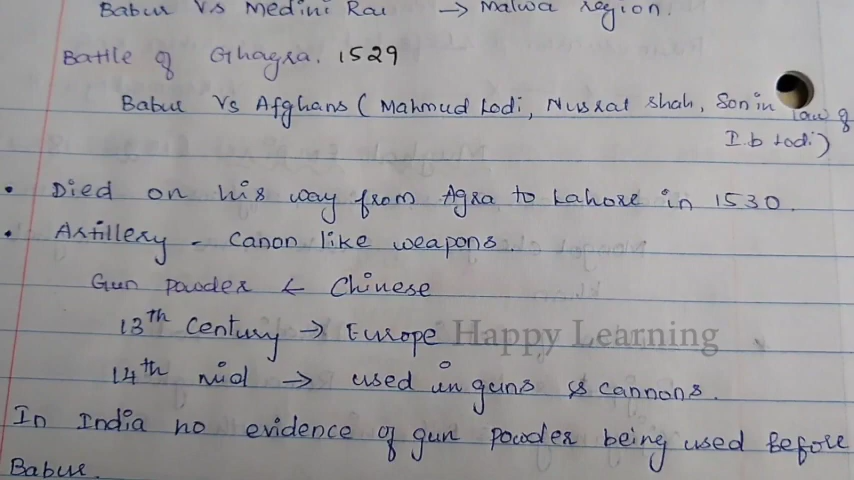 Babur Vs Medini Rai → Malwa region.
Battle of Ghagra. 1529
Babur Vs Afghans ( Mahmud Lodi, Nusrat Shah, Son in law of
I.b Lodi)
• Died on his way from Agra to Lahore in 1530.
• Artillery - canon like weapons.
Gun powder ← Chinese
13th Century → Europe Happy Learning
14th mid → used in guns & cannons.
In India no evidence of gun powder being used before
Babur.